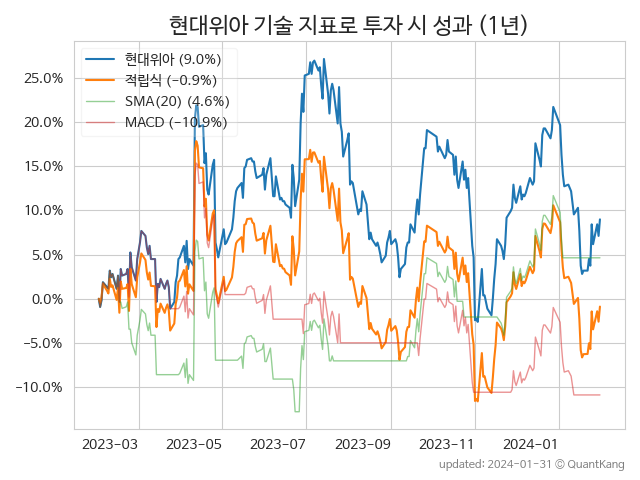 현대위아 기술 지표로 투자 시 성과 (1년)
현대위아 (9.0%)
적립식 (−0.9%)
SMA(20) (4.6%)
MACD (−10.9%)
25.0%
20.0%
15.0%
10.0%
5.0%
0.0%
−5.0%
−10.0%
2023-03 2023-05 2023-07 2023-09 2023-11 2024-01
updated: 2024-01-31 © QuantKang